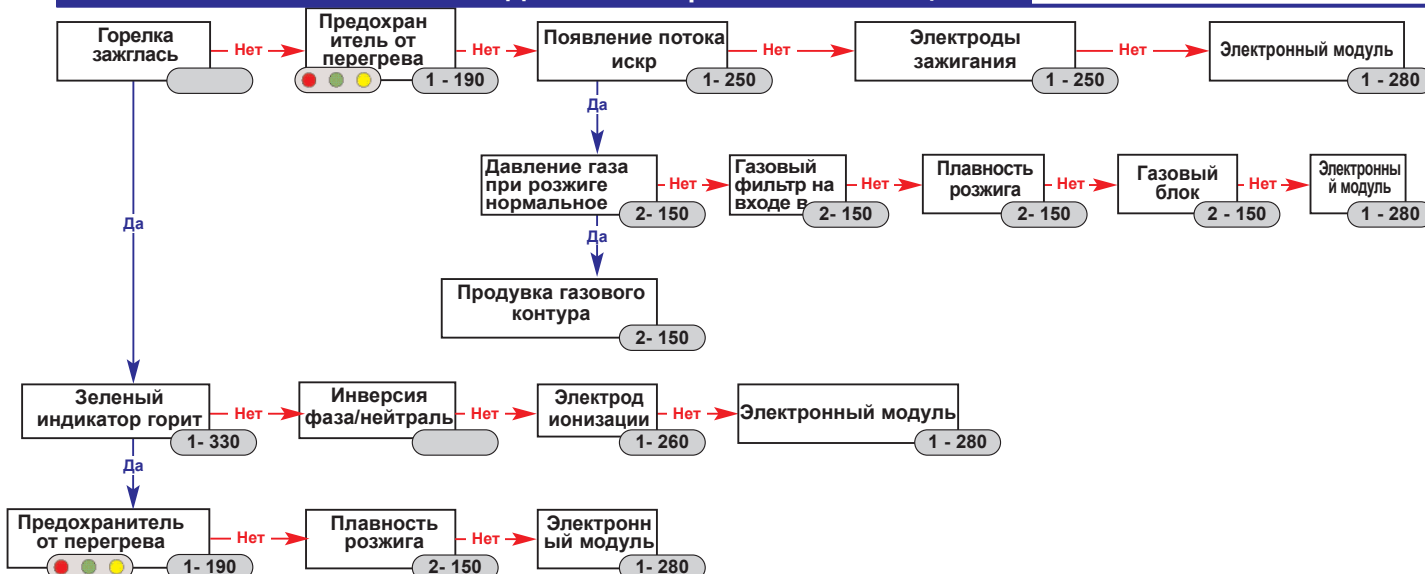 Горелка
зажглась
Нет
Предохран
итель от
перегрева
1 - 190
Нет
Появление потока
искр
1- 250
Нет
Электроды
зажигания
1 - 250
Нет
Электронный модуль
1 - 280
Да
Давление газа
при розжиге
нормальное
2- 150
Нет
Газовый
фильтр на
входе в
2- 150
Нет
Плавность
розжига
2- 150
Нет
Газовый
блок
2 - 150
Нет
Электронны
й модуль
1 - 280
Да
Да
Продувка газового
контура
2- 150
Зеленый
индикатор горит
1- 330
Нет
Инверсия
фаза/нейтраль
Нет
Электрод
ионизации
1- 260
Нет
Электронный модуль
1 - 280
Да
Предохранитель
от перегрева
1- 190
Нет
Плавность
розжига
2- 150
Нет
Электронн
ый модуль
1- 280